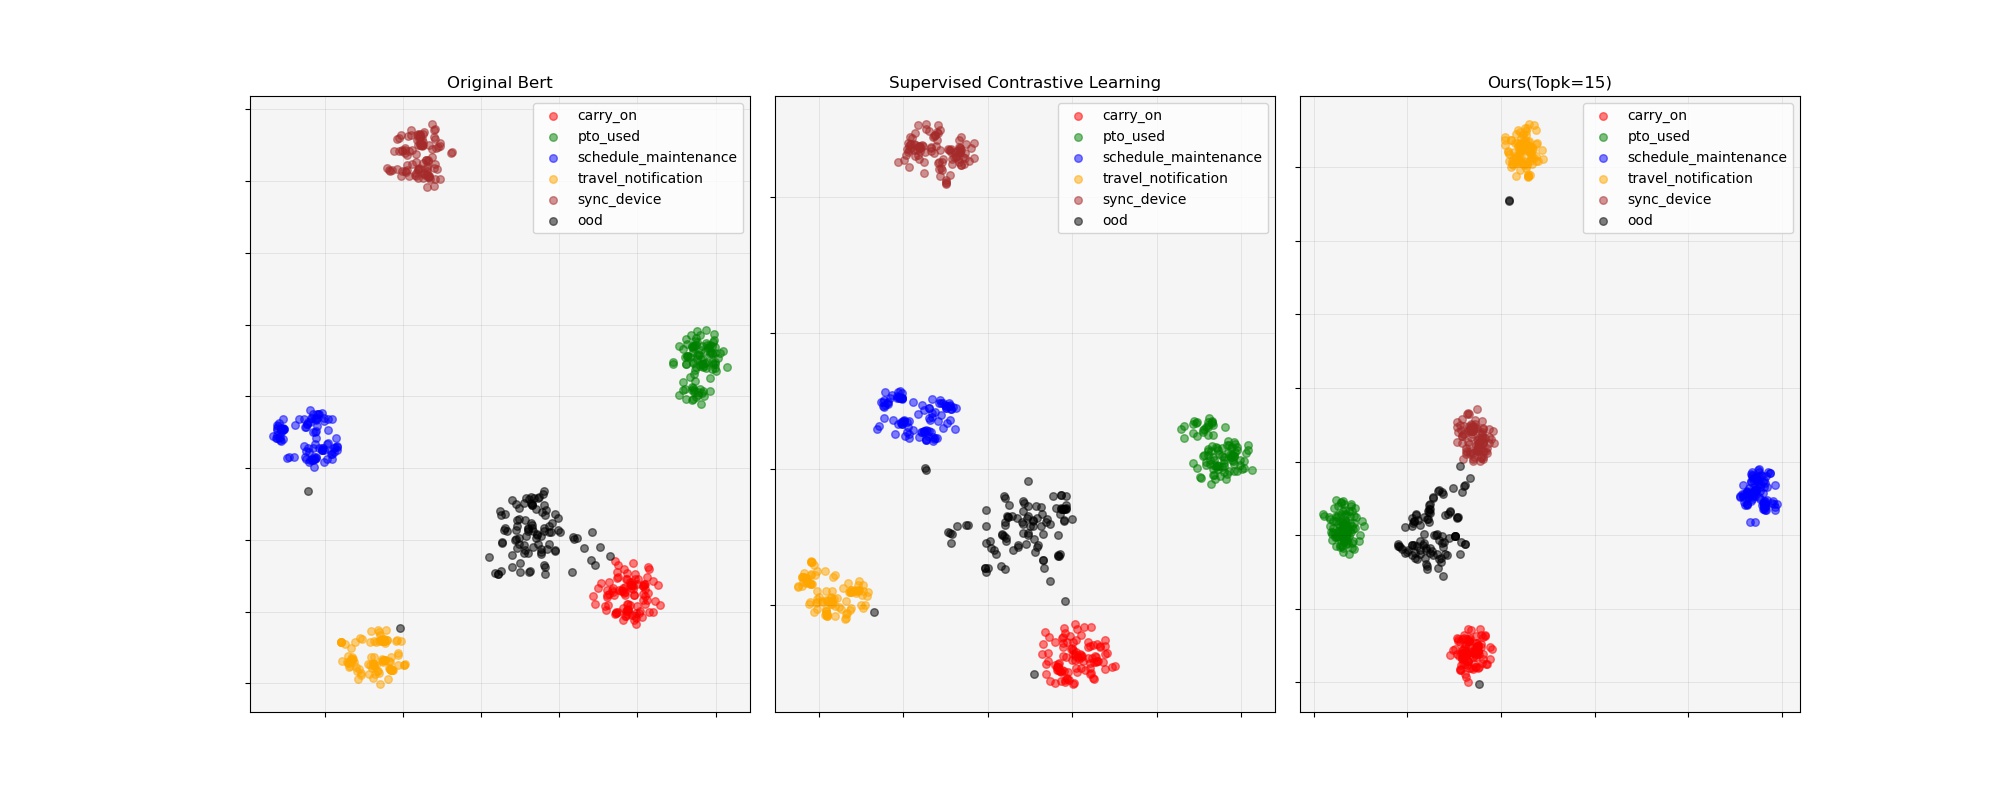 Original Bert
carry_on
pto_used
schedule_maintenance
travel_notification
sync_device
ood
Supervised Contrastive Learning
carry_on
pto_used
schedule_maintenance
travel_notification
sync_device
ood
Ours(Topk=15)
carry_on
pto_used
schedule_maintenance
travel_notification
sync_device
ood